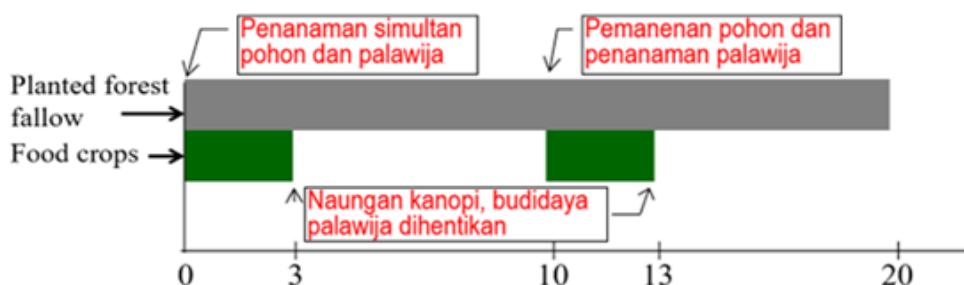 Penanaman simultan
pohon dan palawija
Pemanenan pohon dan
penanaman palawija
Planted forest
fallow
Food crops
Naungan kanopi, budidaya
palawija dihentikan
0 3 10 13 20